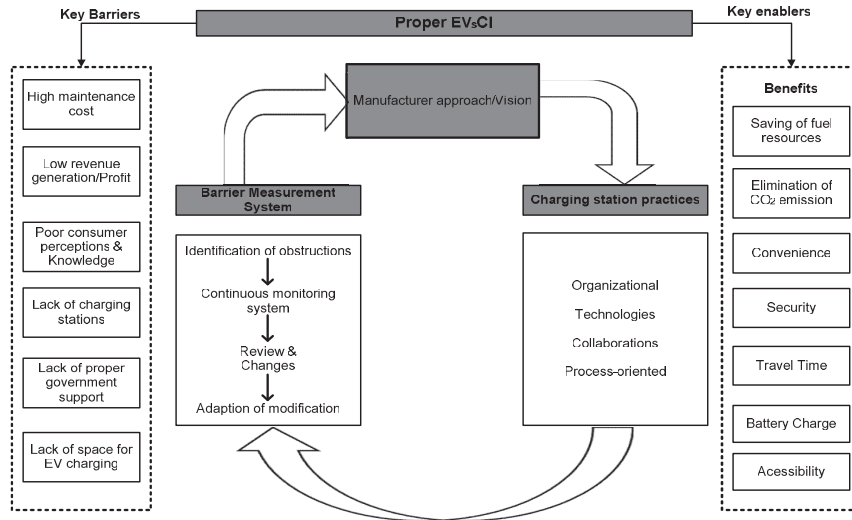 Key Barriers
Proper EVsCI
Key enablers
High maintenance
cost
Low revenue
generation/Profit
Poor consumer
perceptions &
Knowledge
Lack of charging
stations
Lack of proper
government
support
Lack of space for
EV charging
Manufacturer approach/Vision
Barrier Measurement
System
Identification of obstructions
Continuous monitoring
system
Review &
Changes
Adaption of modification
Charging station practices
Organizational
Technologies
Collaborations
Process-oriented
Benefits
Saving of fuel
resources
Elimination of
CO₂ emission
Convenience
Security
Travel Time
Battery Charge
Acessibility